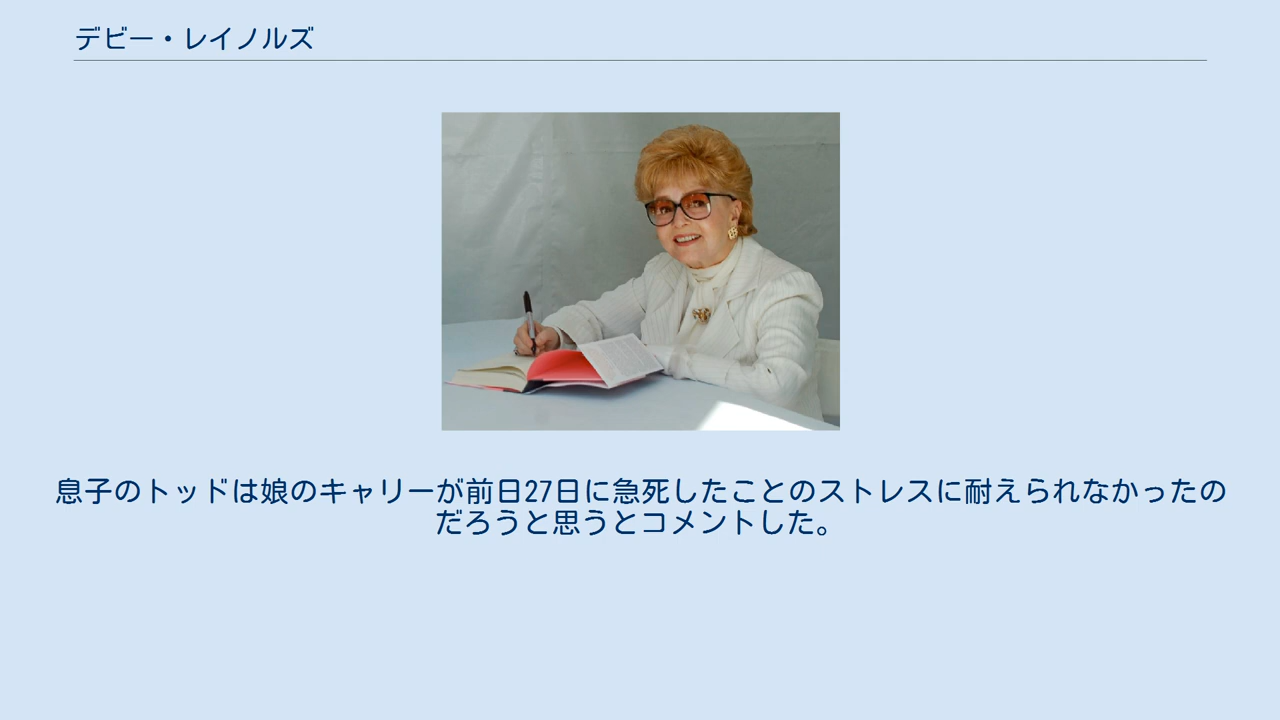 デビー・レイノルズ
息子のトッドは娘のキャリーが前日27日に急死したことのストレスに耐えられなかったの
だろうと思うとコメントした。